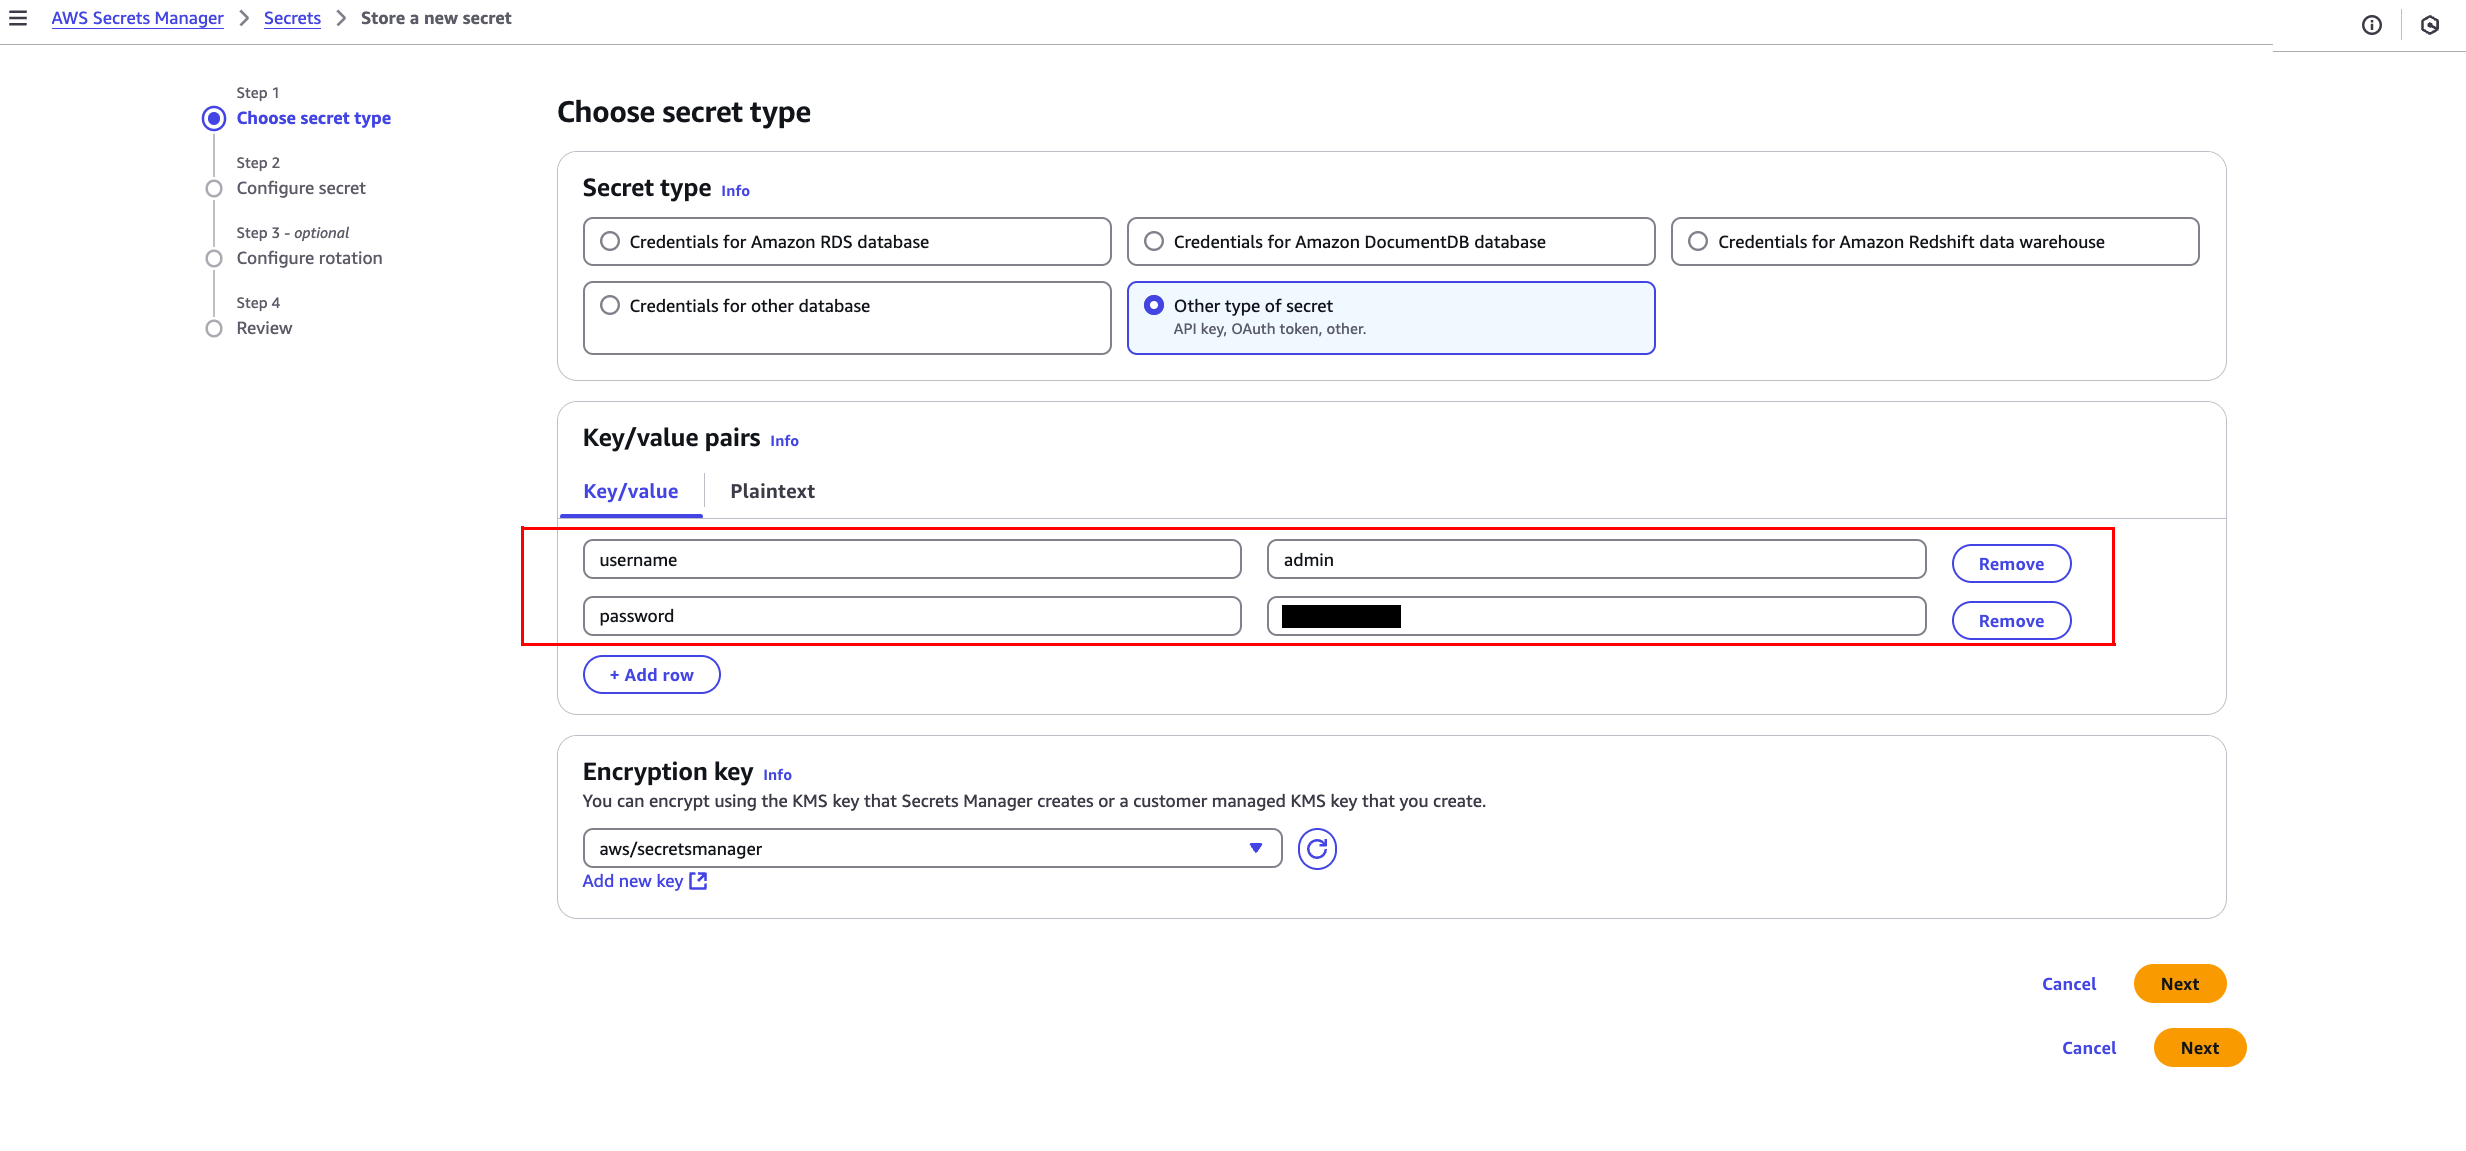 AWS Secrets Manager > Secrets > Store a new secret
Step 1
Choose secret type
Step 2
Configure secret
Step 3 - optional
Configure rotation
Step 4
Review
Choose secret type
Secret type Info
Credentials for Amazon RDS database
Credentials for Amazon DocumentDB database
Credentials for Amazon Redshift data warehouse
Credentials for other database
Other type of secret
API key, OAuth token, other.
Key/value pairs Info
Key/value Plaintext
username admin Remove
password Remove
+ Add row
Encryption key Info
You can encrypt using the KMS key that Secrets Manager creates or a customer managed KMS key that you create.
aws/secretsmanager
Add new key
Cancel Next
Cancel Next